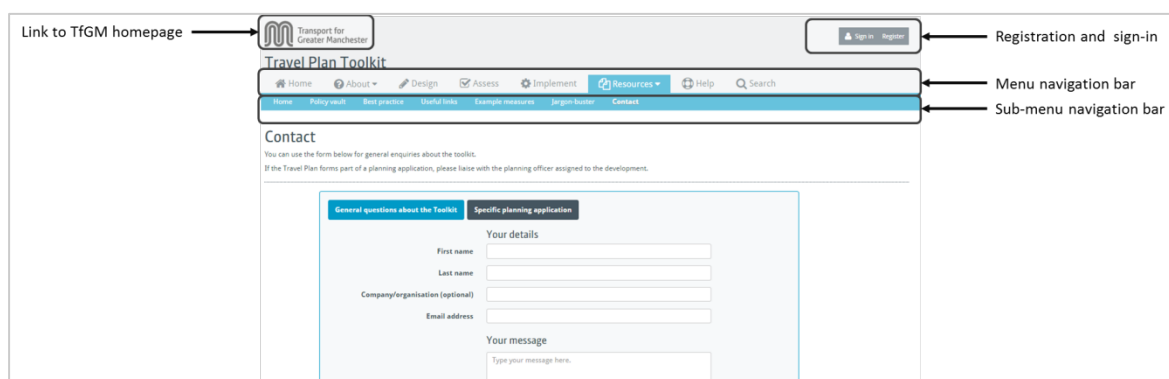 Link to TfGM homepage
Transport for
Greater Manchester
Sign in Register
Registration and sign-in
Travel Plan Toolkit
Home About Design Assess Implement Resources Help Search
Menu navigation bar
Home Policy vault Best practice Useful links Example measures Jargon-buster Contact
Sub-menu navigation bar
Contact
You can use the form below for general enquiries about the toolkit.
If the Travel Plan forms part of a planning application, please liaise with the planning officer assigned to the development.
General questions about the Toolkit Specific planning application
Your details
First name
Last name
Company/organisation (optional)
Email address
Your message
Type your message here.